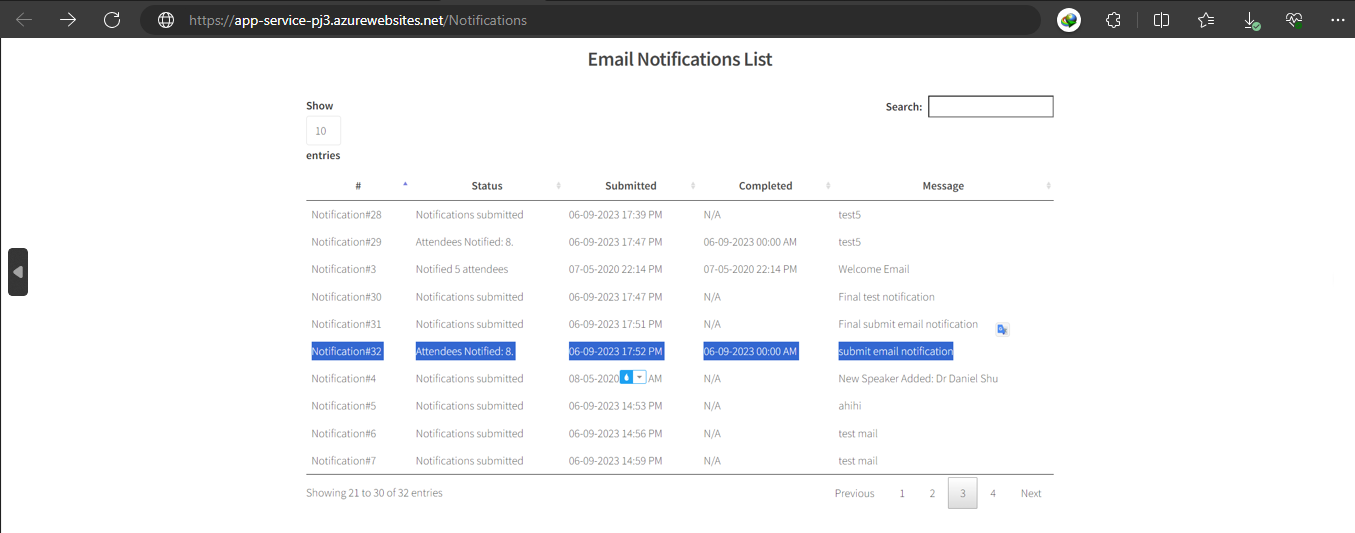 https://app-service-pj3.azurewebsites.net/Notifications
Email Notifications List
Show
10
entries
Search:
# Status Submitted Completed Message
Notification#28 Notifications submitted 06-09-2023 17:39 PM N/A test5
Notification#29 Attendees Notified: 8. 06-09-2023 17:47 PM 06-09-2023 00:00 AM test5
Notification#3 Notified 5 attendees 07-05-2020 22:14 PM 07-05-2020 22:14 PM Welcome Email
Notification#30 Notifications submitted 06-09-2023 17:47 PM N/A Final test notification
Notification#31 Notifications submitted 06-09-2023 17:51 PM N/A Final submit email notification
Notification#32 Attendees Notified: 8. 06-09-2023 17:52 PM 06-09-2023 00:00 AM submit email notification
Notification#4 Notifications submitted 08-05-2020 AM N/A New Speaker Added: Dr Daniel Shu
Notification#5 Notifications submitted 06-09-2023 14:53 PM N/A ahihi
Notification#6 Notifications submitted 06-09-2023 14:56 PM N/A test mail
Notification#7 Notifications submitted 06-09-2023 14:59 PM N/A test mail
Showing 21 to 30 of 32 entries
Previous 1 2 3 4 Next